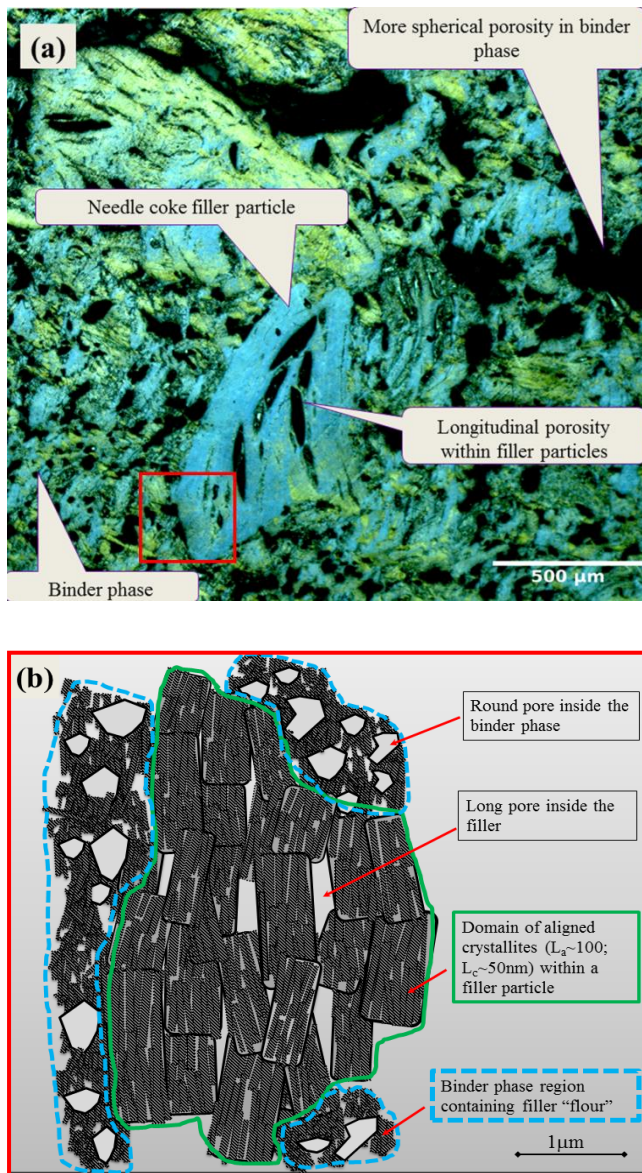 (a)
More spherical porosity in binder
phase
Needle coke filler particle
Longitudinal porosity
within filler particles
Binder phase
500 µm
(b)
Round pore inside the
binder phase
Long pore inside the
filler
Domain of aligned
crystallites (Lₐ~100;
L꜀~50nm) within a
filler particle
Binder phase region
containing filler “flour”
1µm